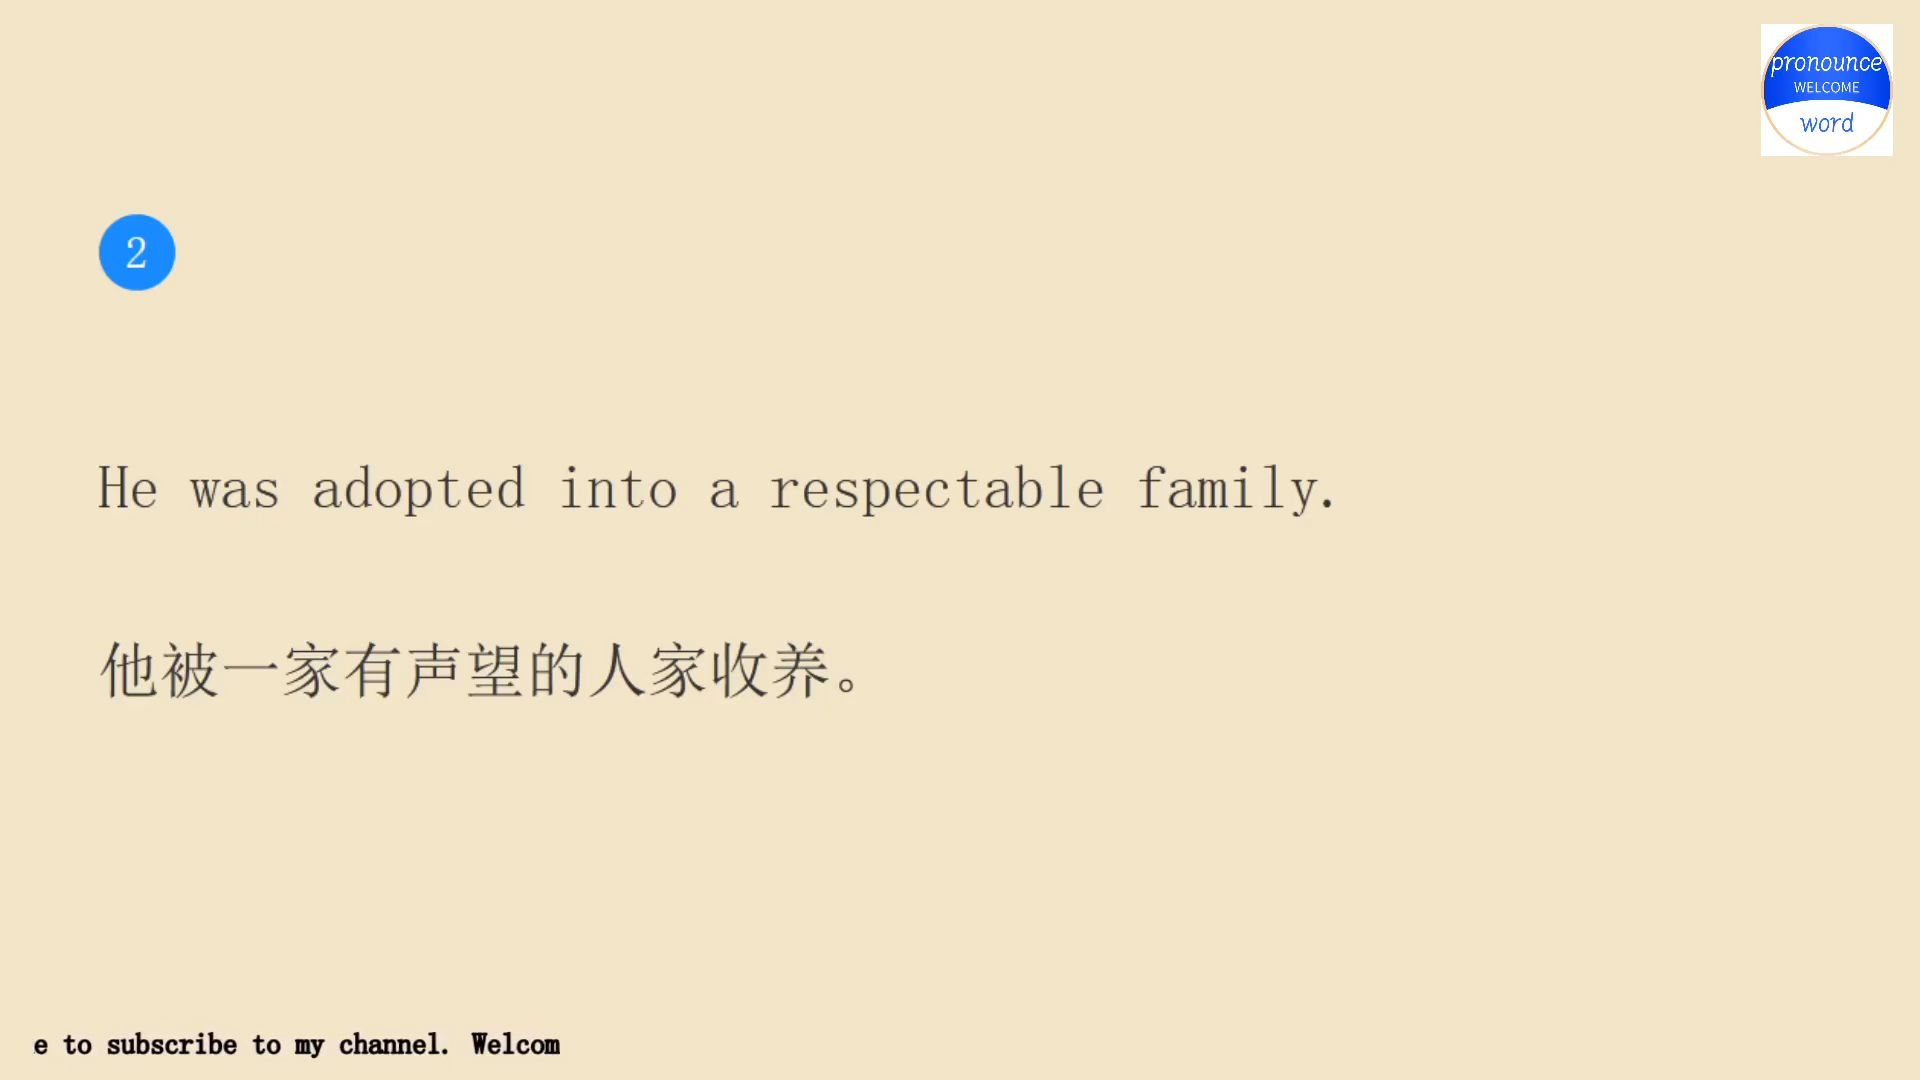 pronounce
WELCOME
word
2
He was adopted into a respectable family.
他被一家有声望的人家收养。
e to subscribe to my channel. Welcom